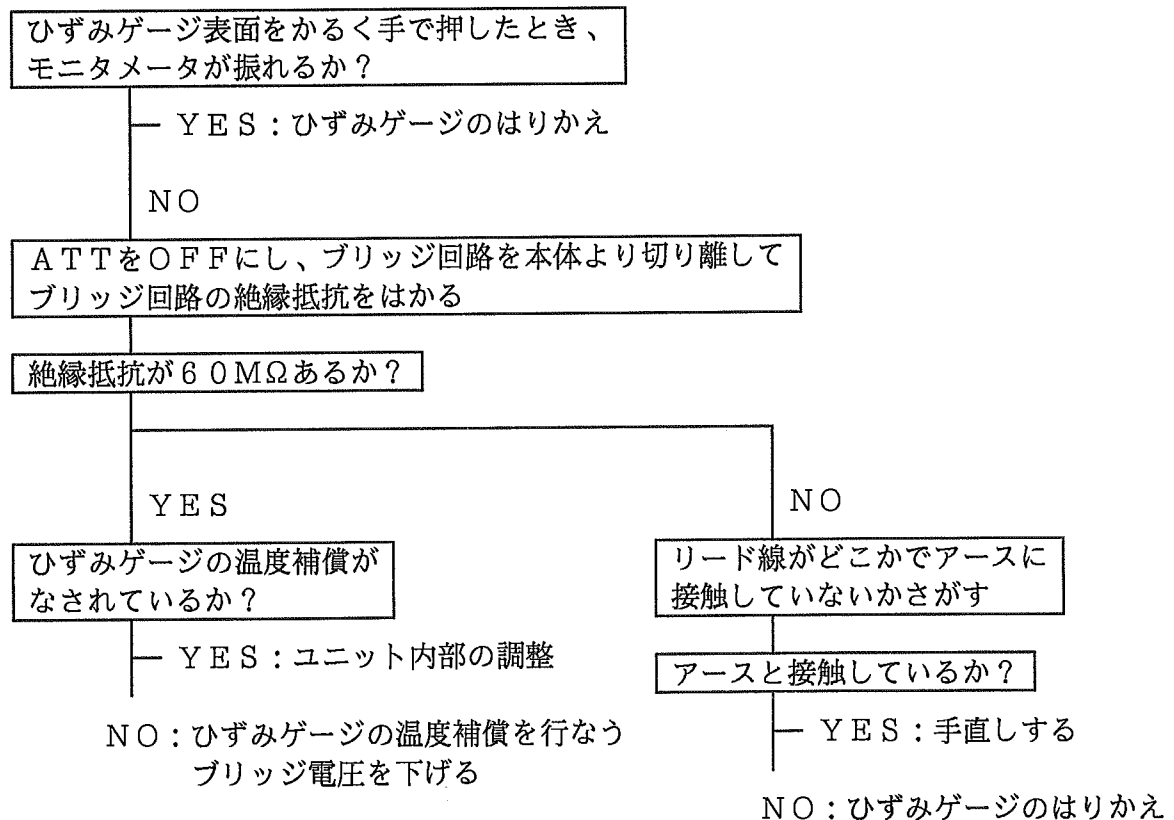 ひずみゲージ表面をかるく手で押したとき、
モニタメータが振れるか？
ＹＥＳ：ひずみゲージのはりかえ
ＮＯ
ＡＴＴをＯＦＦにし、ブリッジ回路を本体より切り離して
ブリッジ回路の絶縁抵抗をはかる
絶縁抵抗が６０ＭΩあるか？
ＹＥＳ
ひずみゲージの温度補償が
なされているか？
ＹＥＳ：ユニット内部の調整
ＮＯ：ひずみゲージの温度補償を行なう
ブリッジ電圧を下げる
ＮＯ
リード線がどこかでアースに
接触していないかさがす
アースと接触しているか？
ＹＥＳ：手直しする
ＮＯ：ひずみゲージのはりかえ